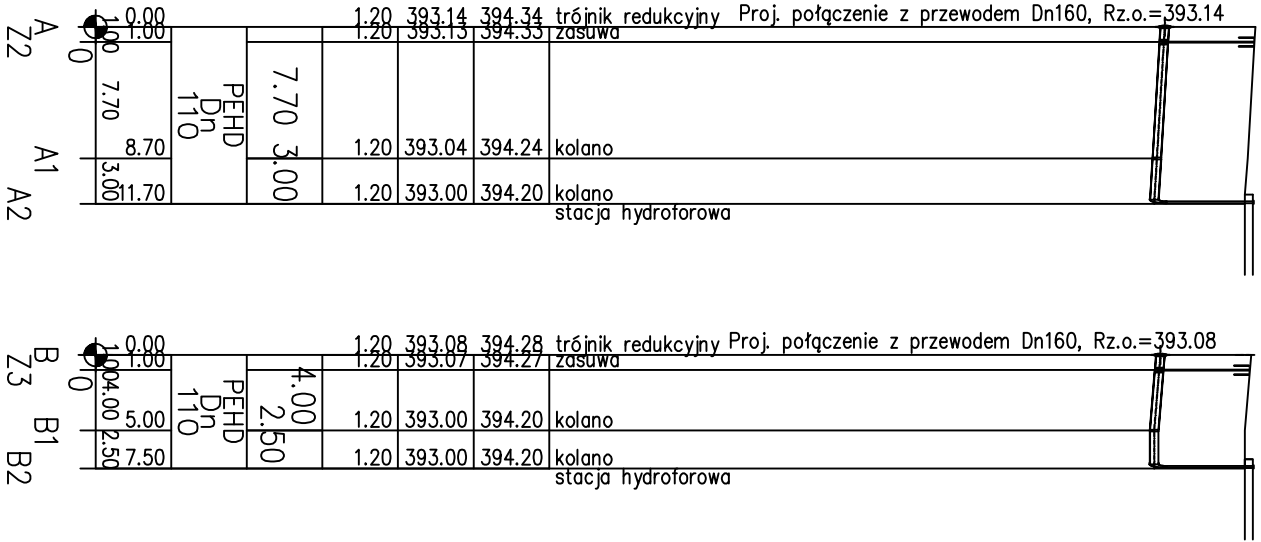 A 0.00 1.20 393.14 394.34 trójnik redukcyjny Proj. połączenie z przewodem Dn160, Rz.o.=393.14
Z2 1.00 1.00 1.20 393.13 394.33 zasuwa
0
7.70 PEHD Dn 110 7.70
A1 8.70 1.20 393.04 394.24 kolano
3.00 3.00
A2 11.70 1.20 393.00 394.20 kolano
stacja hydroforowa
B 0.00 1.20 393.08 394.28 trójnik redukcyjny Proj. połączenie z przewodem Dn160, Rz.o.=393.08
Z3 1.00 1.00 1.20 393.07 394.27 zasuwa
0
4.00 PEHD Dn 110 4.00
B1 5.00 1.20 393.00 394.20 kolano
2.50 2.50
B2 7.50 1.20 393.00 394.20 kolano
stacja hydroforowa